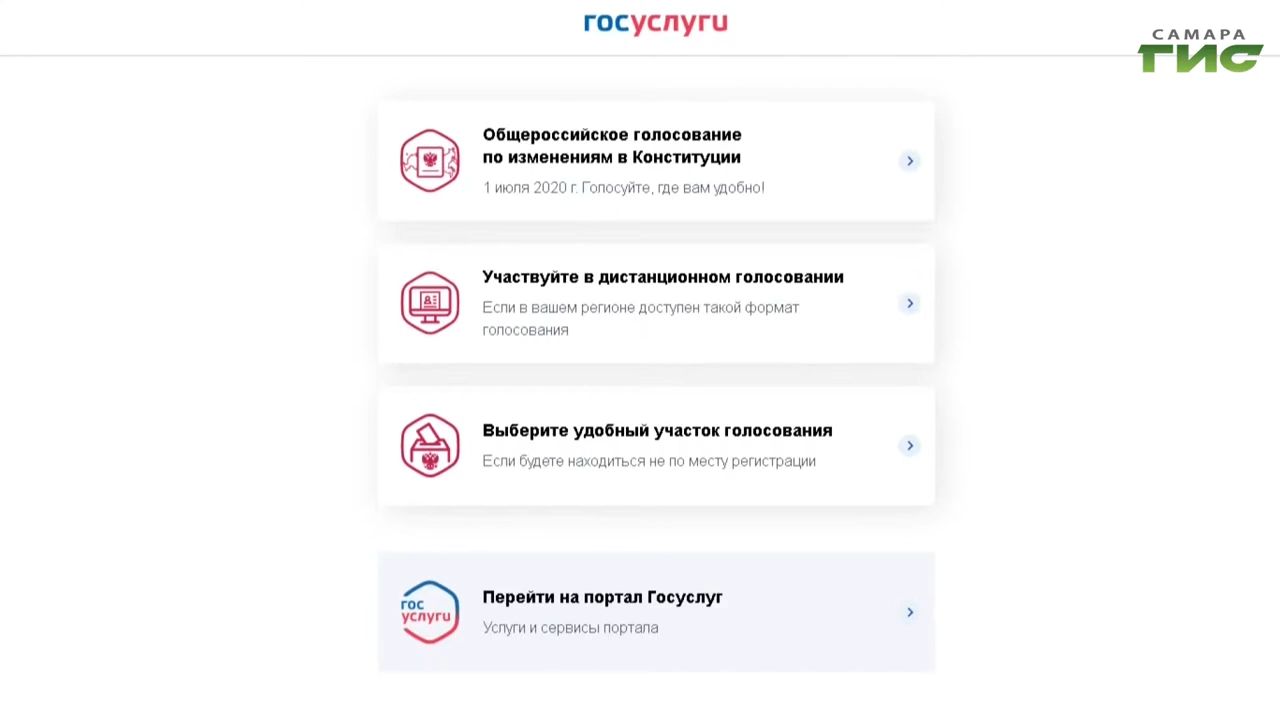 госуслуги
САМАРА
ГИС
Общероссийское голосование
по изменениям в Конституции
1 июля 2020 г. Голосуйте, где вам удобно!
Участвуйте в дистанционном голосовании
Если в вашем регионе доступен такой формат
голосования
Выберите удобный участок голосования
Если будете находиться не по месту регистрации
гос
услуги
Перейти на портал Госуслуг
Услуги и сервисы портала